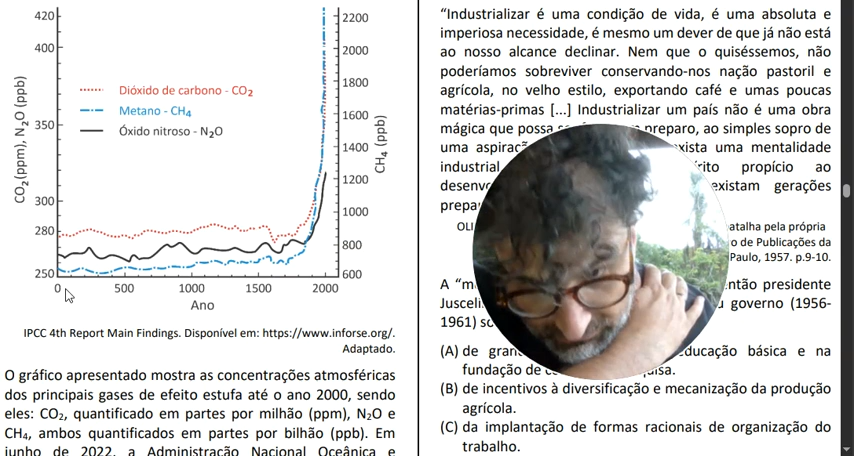 420
400
350
300
280
250
CO₂ (ppm), N₂O (ppb)
2200
2000
1800
1600
1400
1200
1000
800
600
CH₄ (ppb)
Dióxido de carbono - CO₂
Metano - CH₄
Óxido nitroso - N₂O
0 500 1000 1500 2000
Ano
IPCC 4th Report Main Findings. Disponível em: https://www.inforse.org/.
Adaptado.
O gráfico apresentado mostra as concentrações atmosféricas
dos principais gases de efeito estufa até o ano 2000, sendo
eles: CO₂, quantificado em partes por milhão (ppm), N₂O e
CH₄, ambos quantificados em partes por bilhão (ppb). Em
junho de 2022, a Administração Nacional Oceânica e
“Industrializar é uma condição de vida, é uma absoluta e
imperiosa necessidade, é mesmo um dever de que já não está
ao nosso alcance declinar. Nem que o quiséssemos, não
poderíamos sobreviver conservando-nos nação pastoril e
agrícola, no velho estilo, exportando café e umas poucas
matérias-primas [...] Industrializar um país não é uma obra
mágica que possa preparo, ao simples sopro de
uma uma mentalidade
industrial propício ao
existam gerações
própria
o de Publicações da
Paulo, 1957. p.9-10.
A presidente
governo (1956-
1961)
(A) de educação básica e na
fundação de
(B) de incentivos à diversificação e mecanização da produção
agrícola.
(C) da implantação de formas racionais de organização do
trabalho.